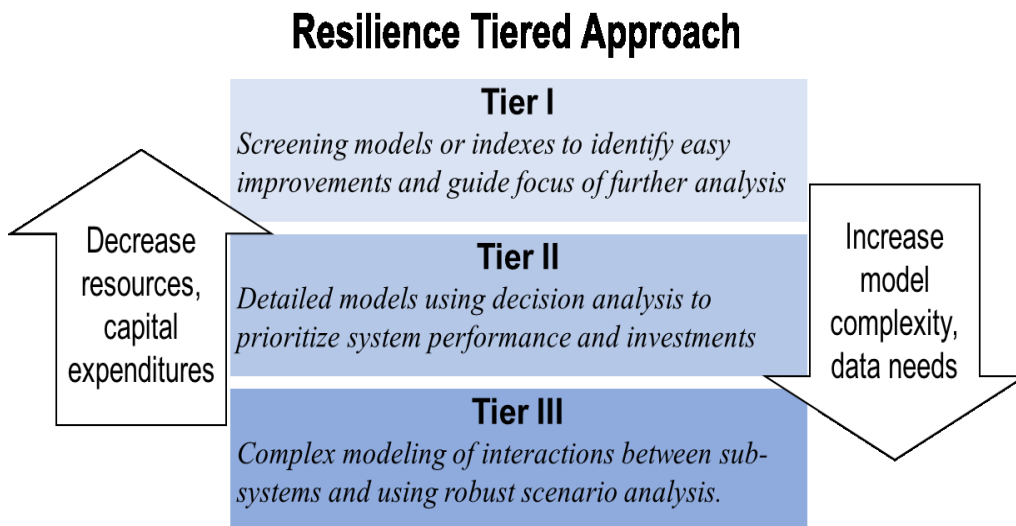 Resilience Tiered Approach
Tier I
Screening models or indexes to identify easy
improvements and guide focus of further analysis
Decrease
resources,
capital
expenditures
Tier II
Detailed models using decision analysis to
prioritize system performance and investments
Increase
model
complexity,
data needs
Tier III
Complex modeling of interactions between sub-
systems and using robust scenario analysis.